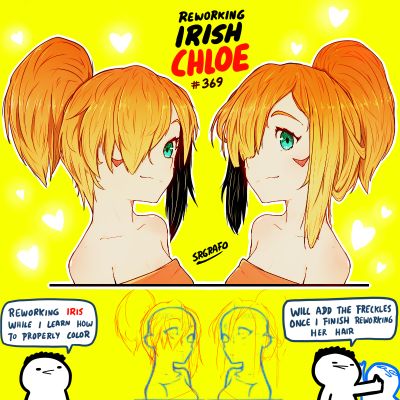 REWORKING
IRISH
CHLOE
#369
SRGRAFO
REWORKING IRIS
WHILE I LEARN HOW
TO PROPERLY COLOR
WILL ADD THE FRECKLES
ONCE I FINISH REWORKING
HER HAIR